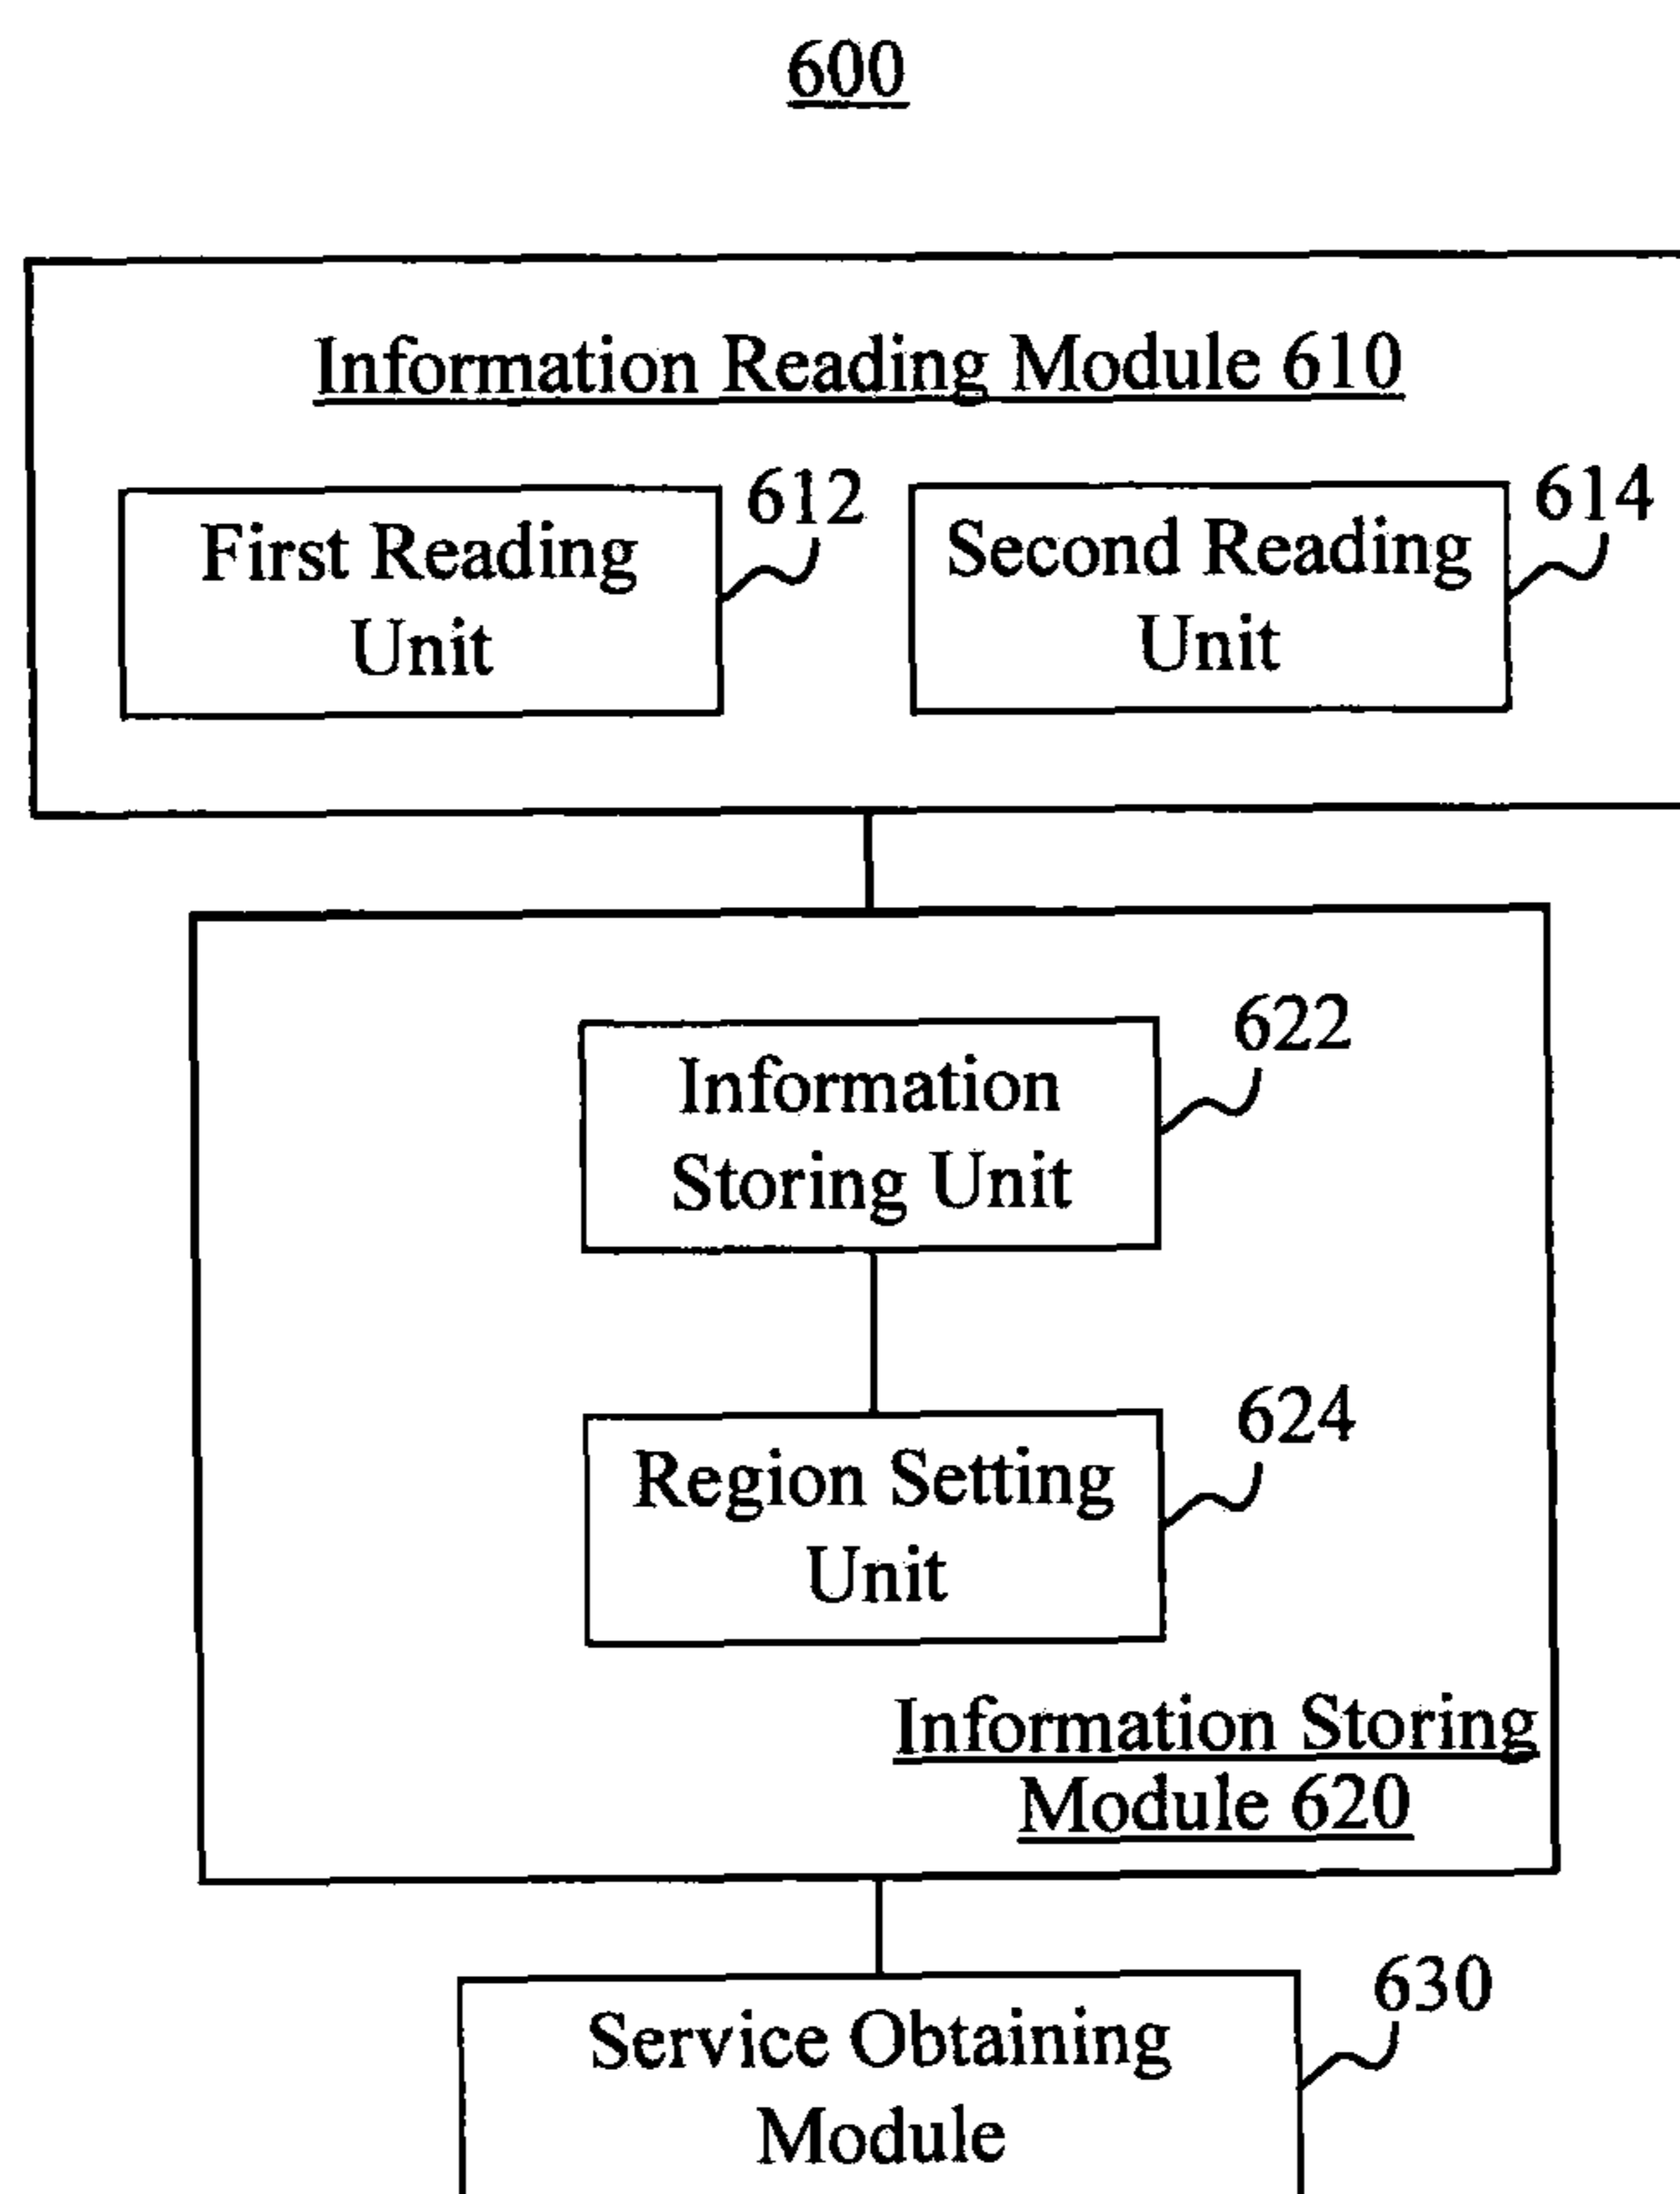 600
Information Reading Module 610
612
614
First Reading
Unit
Second Reading
Unit
622
Information
Storing Unit
624
Region Setting
Unit
Information Storing
Module 620
630
Service Obtaining
Module